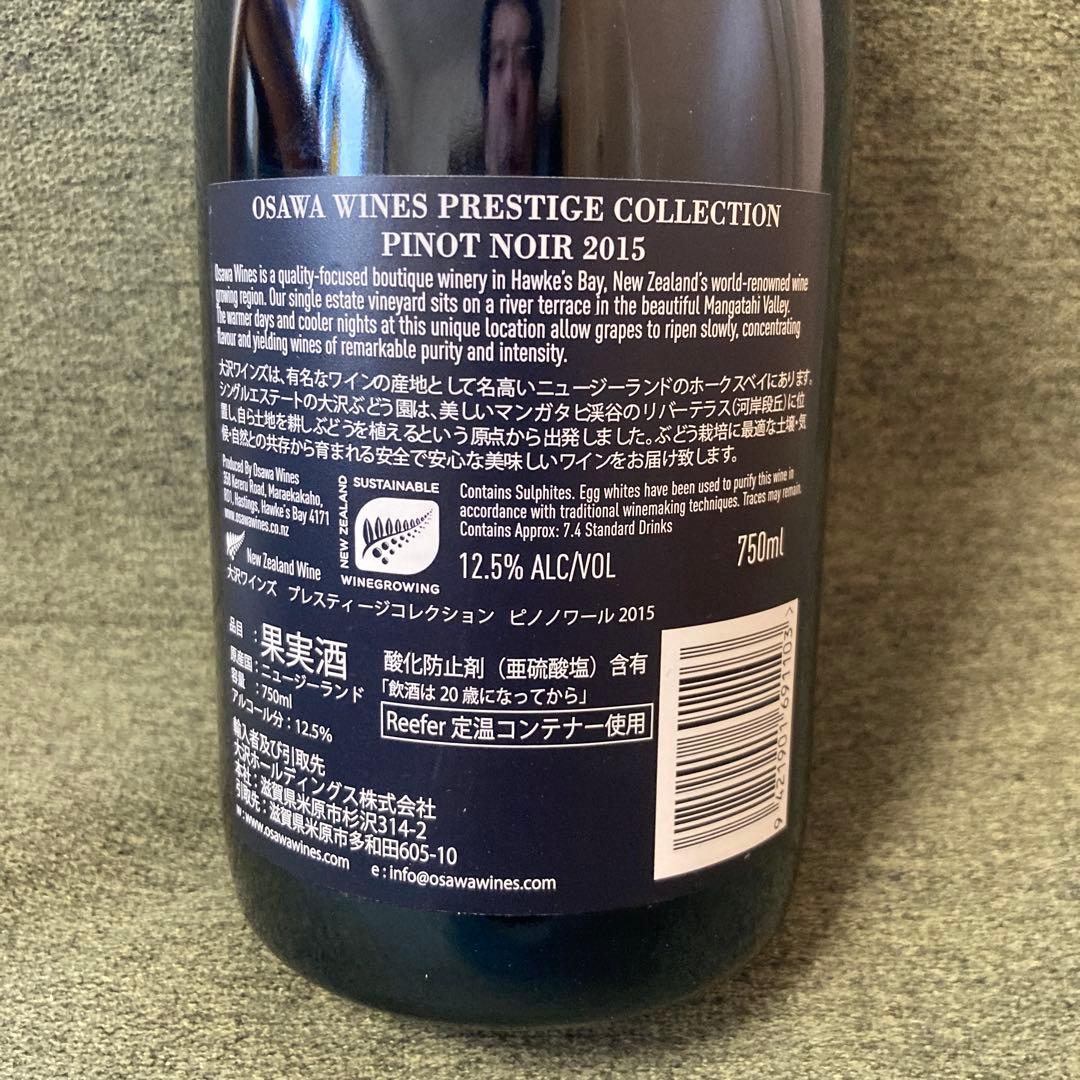 OSAWA WINES PRESTIGE COLLECTION
PINOT NOIR 2015
Osawa Wines is a quality-focused boutique winery in Hawke's Bay, New Zealand's world-renowned wine
growing region. Our single estate vineyard sits on a river terrace in the beautiful Mangatahi Valley.
The warmer days and cooler nights at this unique location allow grapes to ripen slowly, concentrating
flavour and yielding wines of remarkable purity and intensity.
大沢ワインズは、有名なワインの産地として名高いニュージーランドのホークスベイにあります。
シングルエステートの大沢ぶどう園は、美しいマンガタヒ渓谷のリバーテラス(河岸段丘)に位
置し、自ら土地を耕しぶどうを植えるという原点から出発しました。ぶどう栽培に最適な土壌・気
候・自然との共存から育まれる安全で安心な美味しいワインをお届け致します。
Produced By Osawa Wines
350 Kereru Road, Maraekakaho,
RD1, Hastings, Hawke's Bay 4171
www.osawawines.co.nz
New Zealand Wine
NEW ZEALAND
SUSTAINABLE
WINEGROWING
Contains Sulphites. Egg whites have been used to purify this wine in
accordance with traditional winemaking techniques. Traces may remain.
Contains Approx: 7.4 Standard Drinks
12.5% ALC/VOL
750ml
大沢ワインズ プレスティージコレクション ピノノワール 2015
品目 : 果実酒
原産国 : ニュージーランド
容量 : 750ml
アルコール分 : 12.5%
酸化防止剤（亜硫酸塩）含有
「飲酒は 20 歳になってから」
Reefer 定温コンテナー使用
輸入者及び引取先
大沢ホールディングス株式会社
本社 : 滋賀県米原市杉沢314-2
引取先 : 滋賀県米原市多和田605-10
w : www.osawawines.com
e : info@osawawines.com
9 421901 691103 >